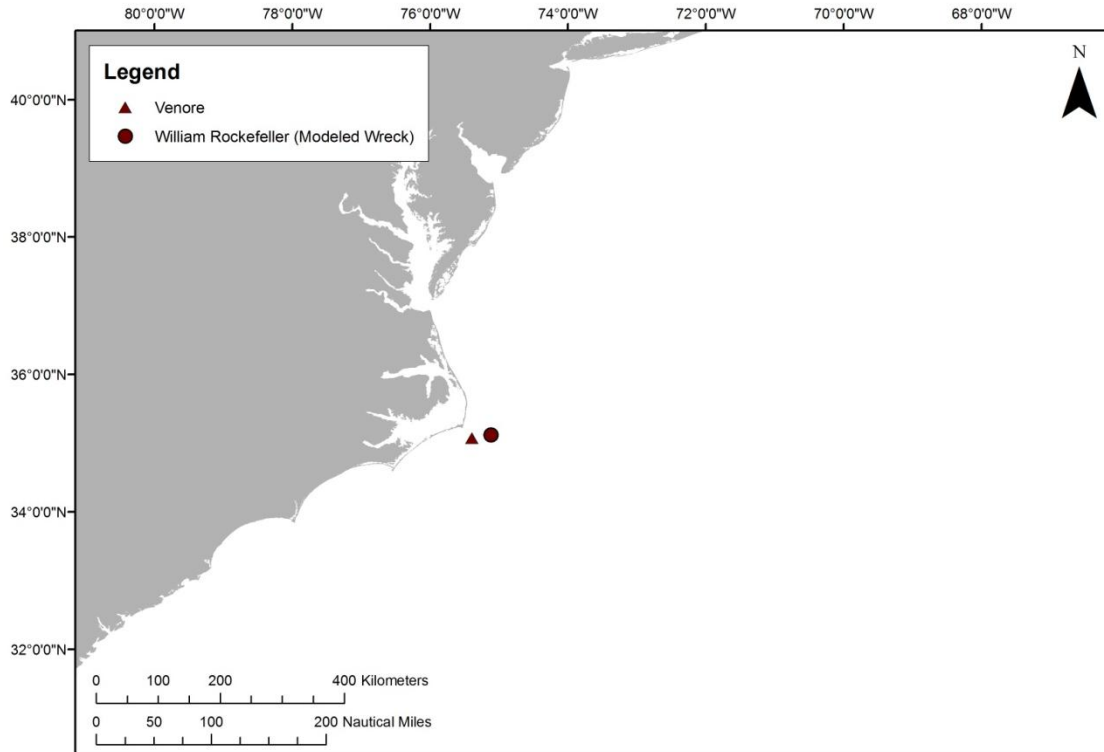 80°0'0"W 78°0'0"W 76°0'0"W 74°0'0"W 72°0'0"W 70°0'0"W 68°0'0"W
N
Legend
Venore
William Rockefeller (Modeled Wreck)
40°0'0"N
38°0'0"N
36°0'0"N
34°0'0"N
32°0'0"N
0 100 200 400 Kilometers
0 50 100 200 Nautical Miles